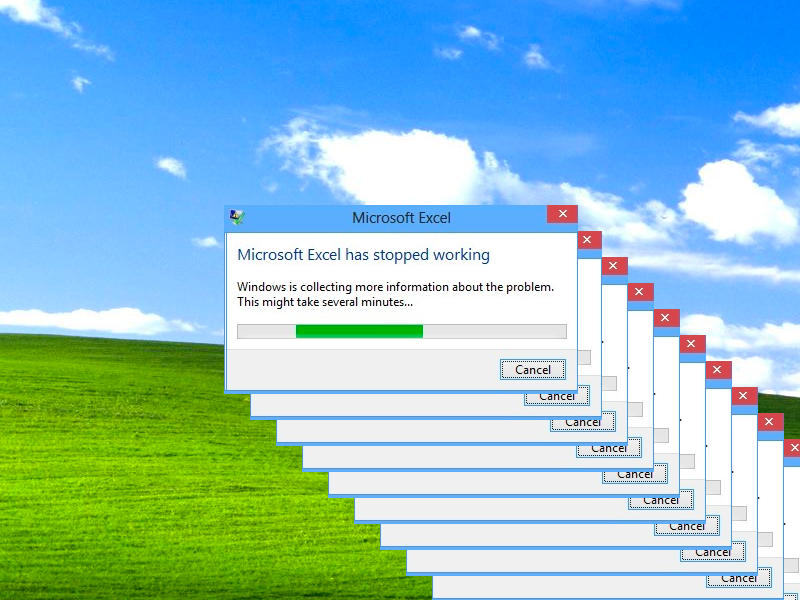 Microsoft Excel
Microsoft Excel has stopped working
Windows is collecting more information about the problem.
This might take several minutes...
Cancel
Cancel
Cancel
Cancel
Cancel
Cancel
Cancel
Cancel
Cancel